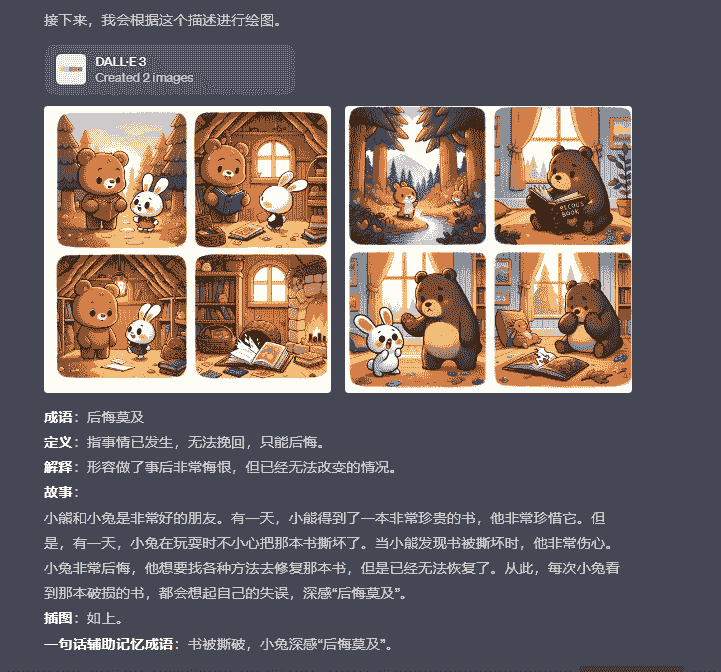 接下来，我会根据这个描述进行绘图。
DALL·E 3
Created 2 images
BOOK
成语：后悔莫及
定义：指事情已发生，无法挽回，只能后悔。
解释：形容做了事后非常悔恨，但已经无法改变的情况。
故事：
小熊和小兔是非常好的朋友。有一天，小熊得到了一本非常珍贵的书，他非常珍惜它。但
是，有一天，小兔在玩耍时不小心把那本书撕坏了。当小熊发现书被撕坏时，他非常伤心。
小兔非常后悔，他想要找各种方法去修复那本书，但是已经无法恢复了。从此，每次小兔看
到那本破损的书，都会想起自己的失误，深感“后悔莫及”。
插图：如上。
一句话辅助记忆成语：书被撕破，小兔深感“后悔莫及”。